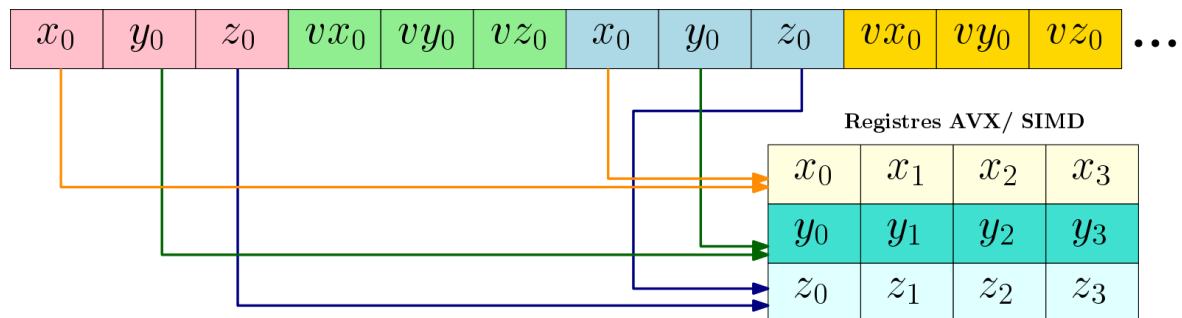 x₀ y₀ z₀ vx₀ vy₀ vz₀ x₀ y₀ z₀ vx₀ vy₀ vz₀ ...
Registres AVX/ SIMD
x₀ x₁ x₂ x₃
y₀ y₁ y₂ y₃
z₀ z₁ z₂ z₃